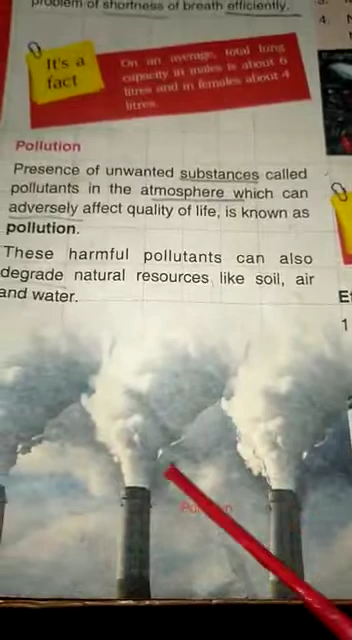 problem of shortness of breath efficiently.
It's a
fact
On an average, total lung
capacity in males is about 6
litres and in females about 4
litres.
Pollution
Presence of unwanted substances called
pollutants in the atmosphere which can
adversely affect quality of life, is known as
pollution.
These harmful pollutants can also
degrade natural resources like soil, air
and water.
4.
1